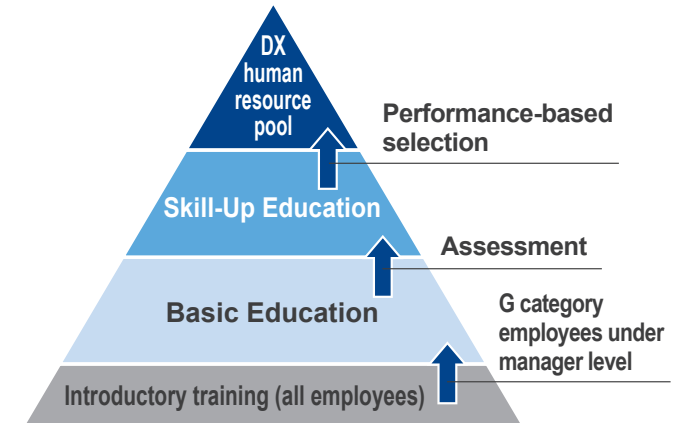 DX
human
resource
pool
Performance-based
selection
Skill-Up Education
Assessment
Basic Education
G category
employees under
manager level
Introductory training (all employees)